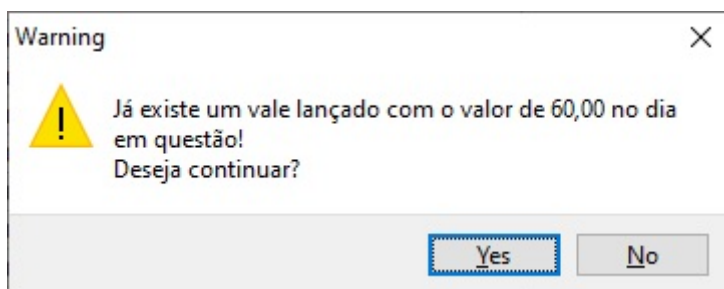 Warning
Já existe um vale lançado com o valor de 60,00 no dia
em questão!
Deseja continuar?
Yes
No